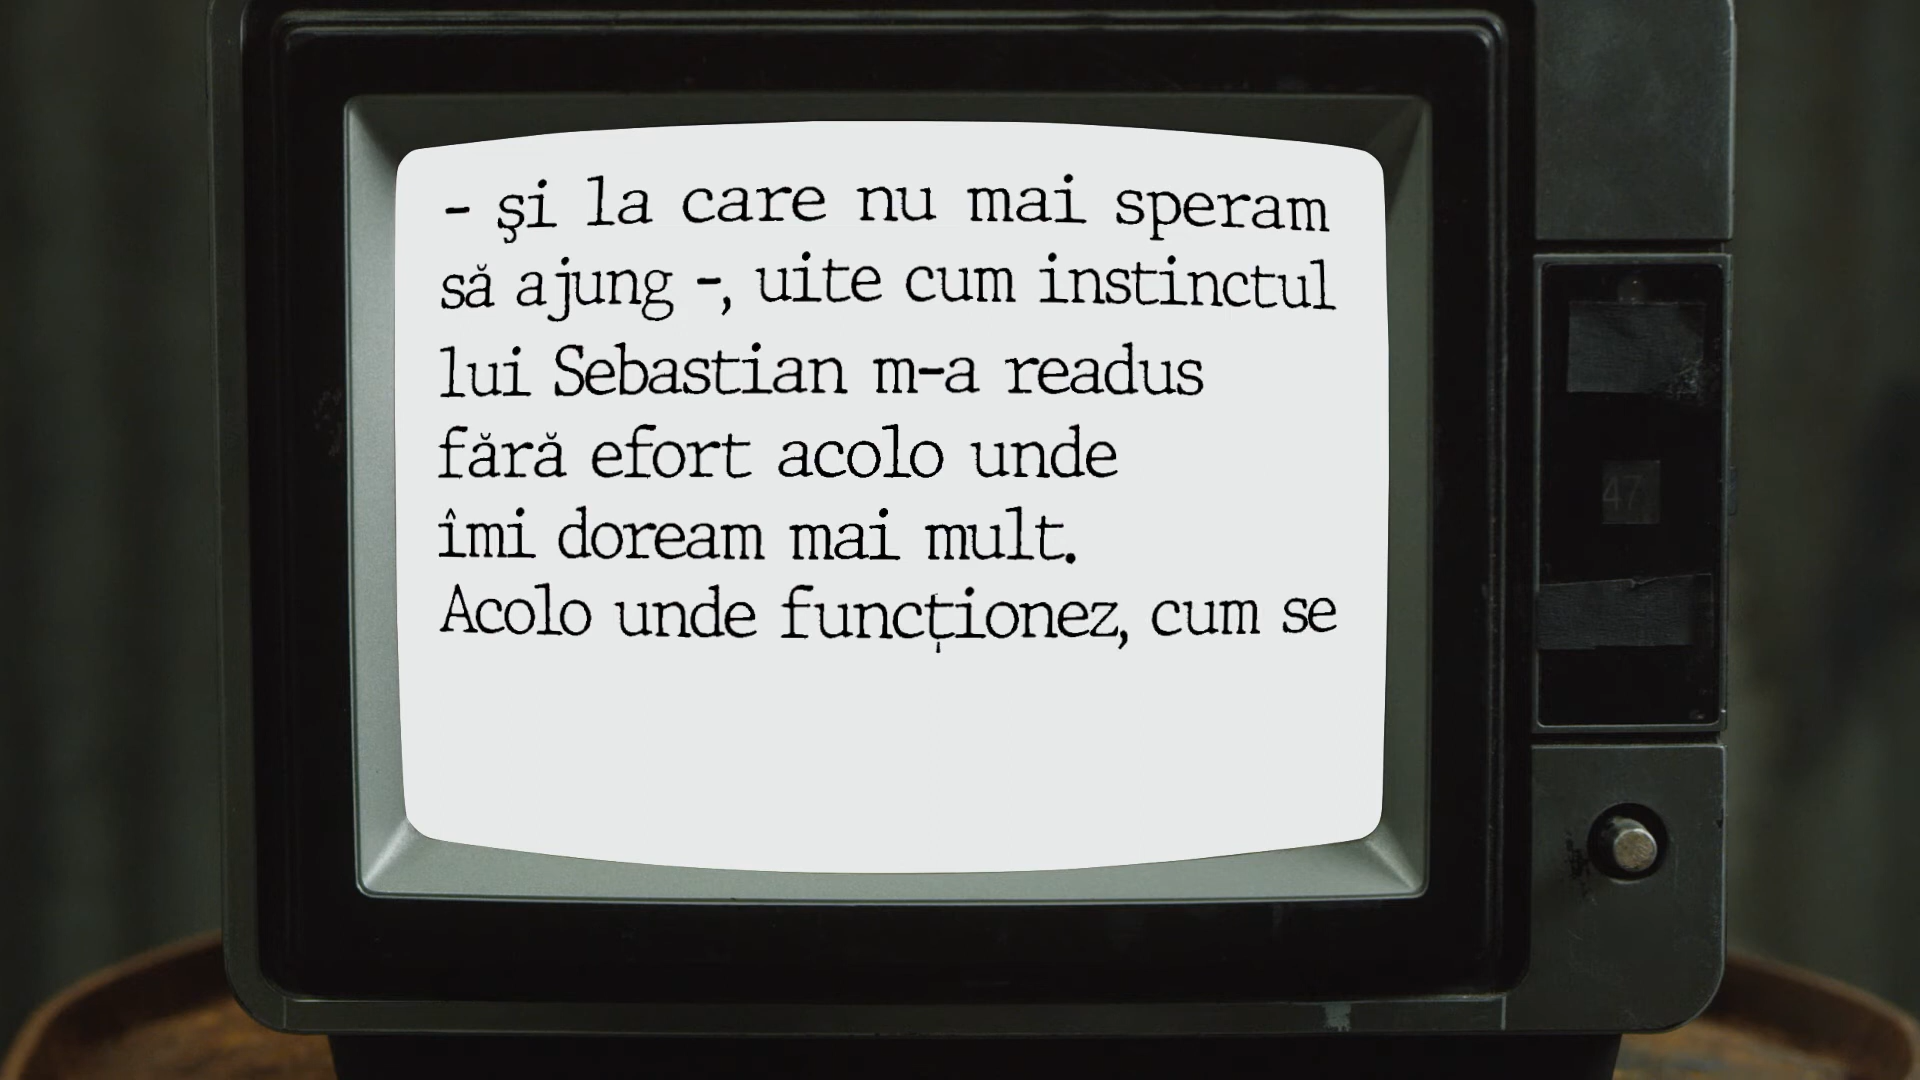 - şi la care nu mai speram
să ajung -, uite cum instinctul
lui Sebastian m-a readus
fără efort acolo unde
îmi doream mai mult.
Acolo unde funcționez, cum se
47